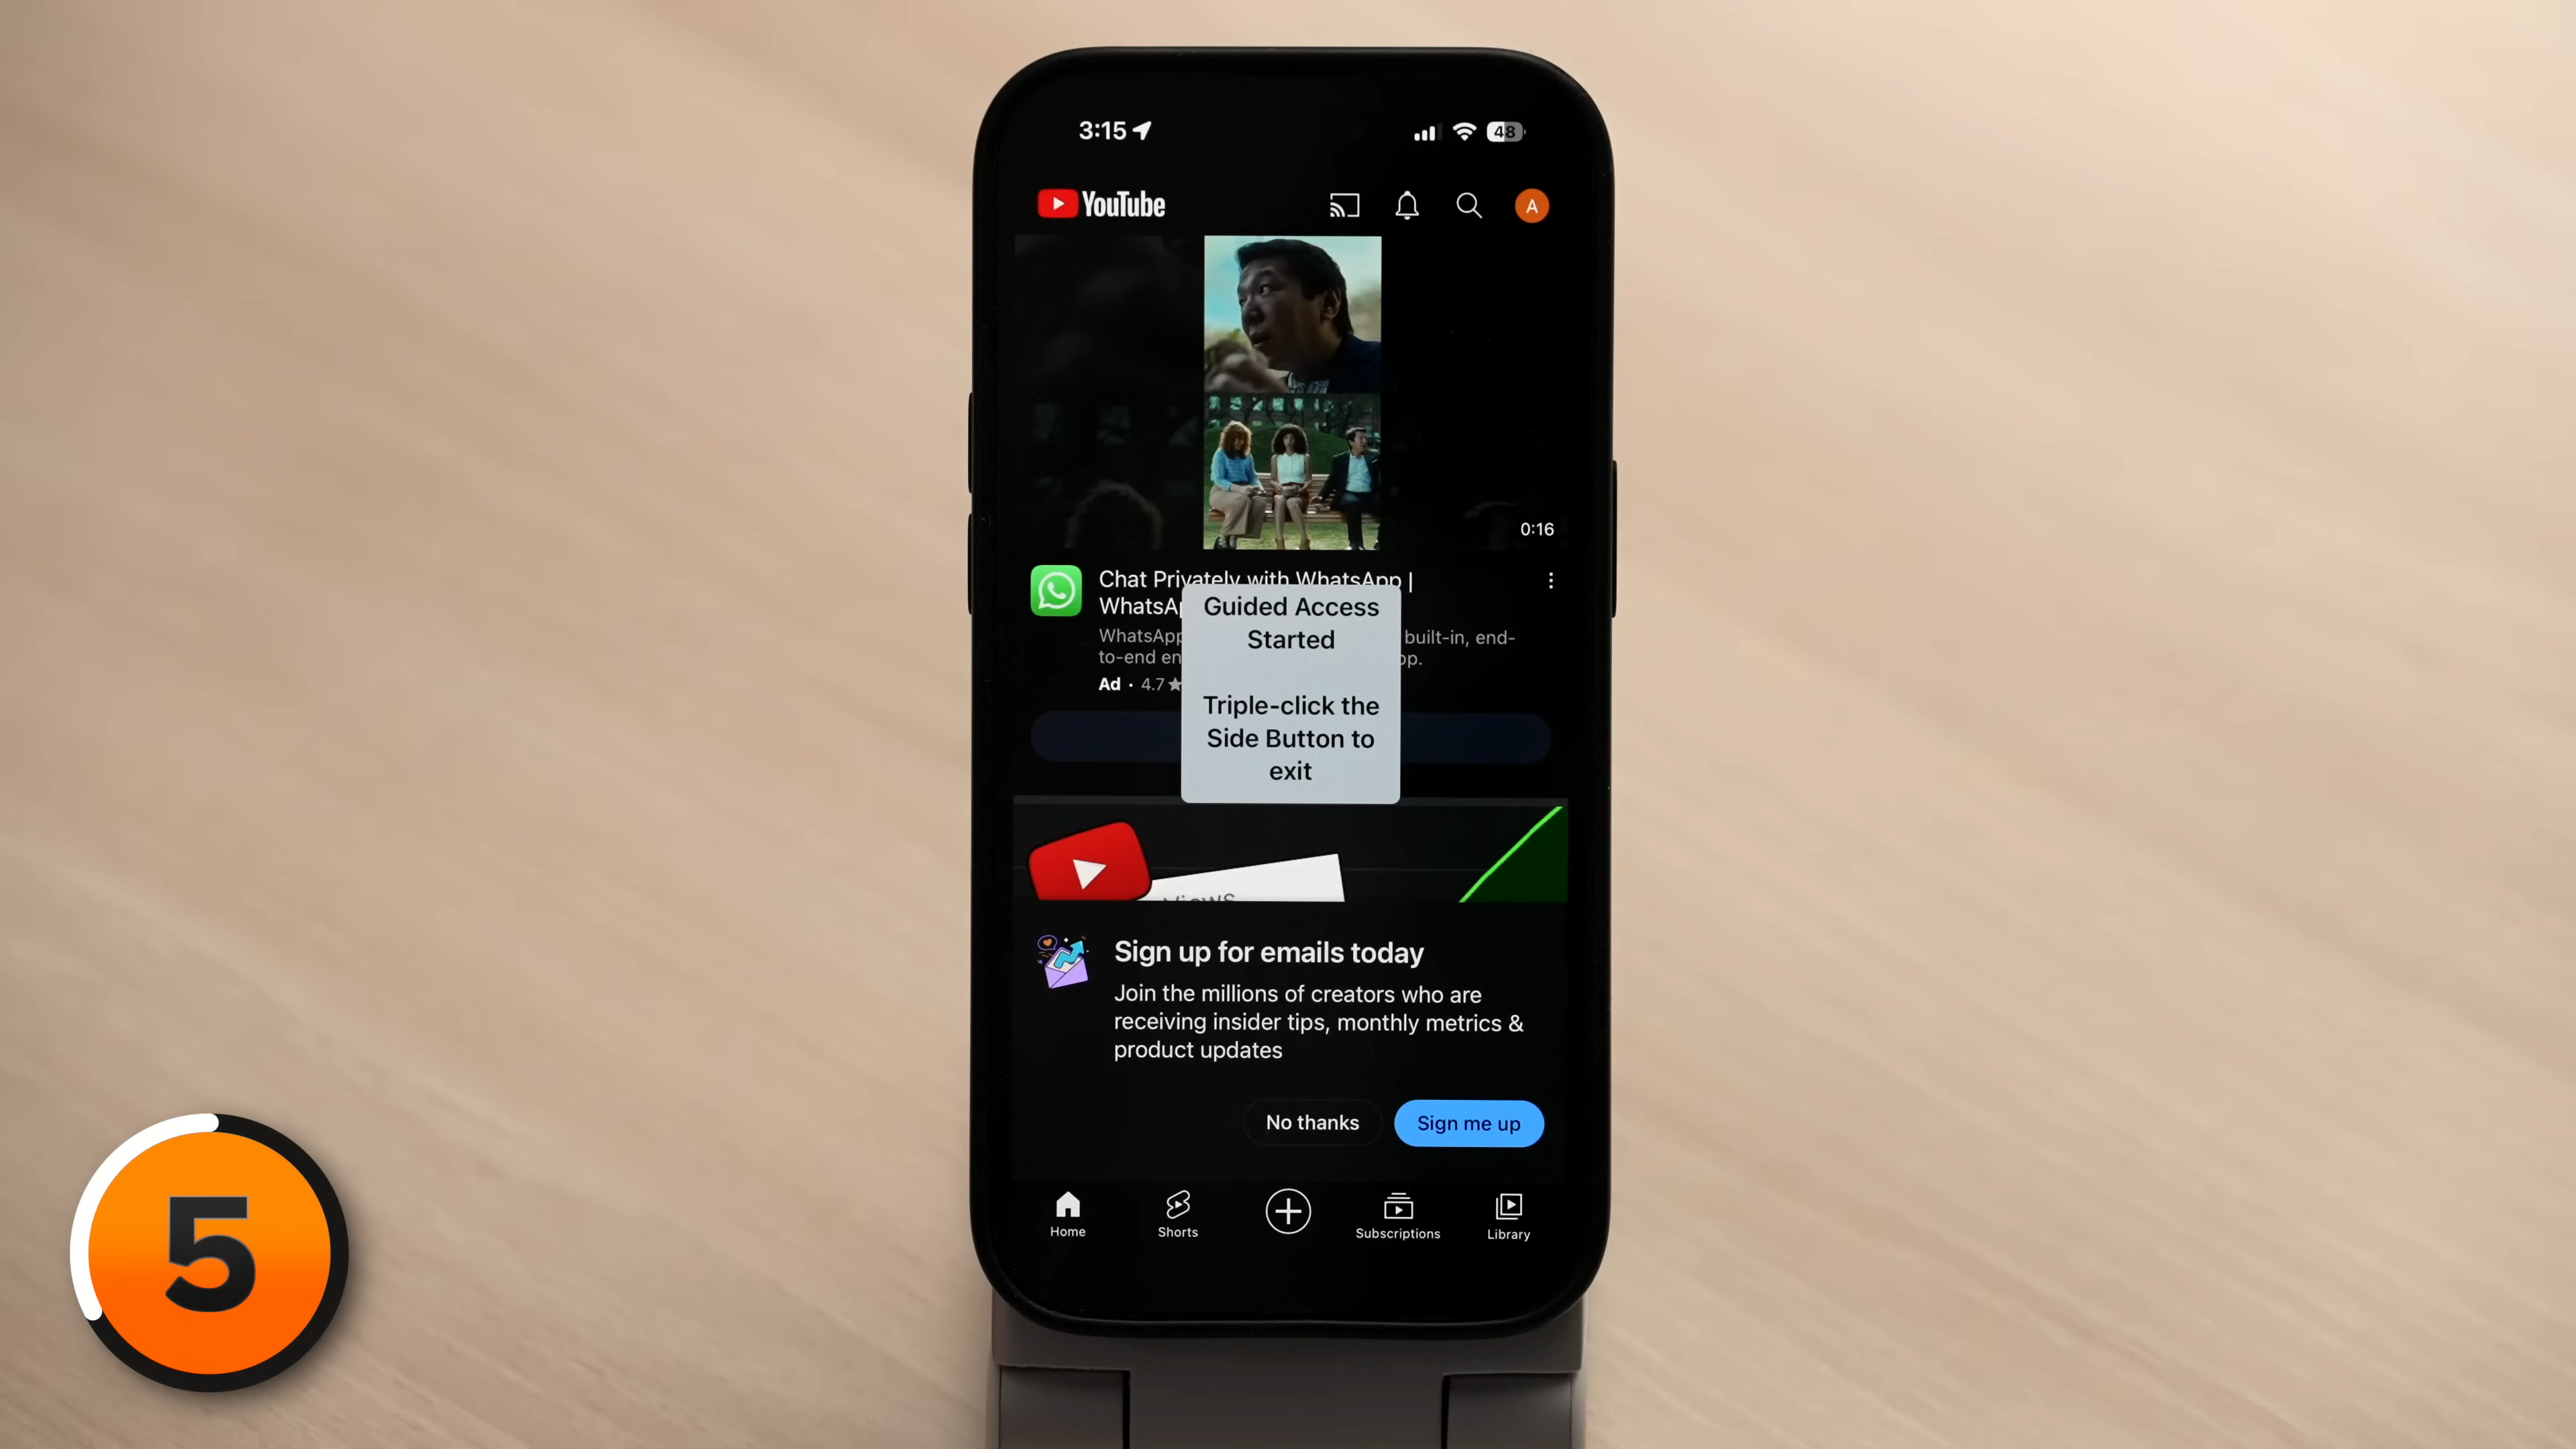 3:15
48
YouTube
A
0:16
Chat Privately with WhatsApp |
WhatsA
Guided Access
Started
WhatsApp
built-in, end-
to-end en
pp.
Ad · 4.7★
Triple-click the
Side Button to
exit
Views
Sign up for emails today
Join the millions of creators who are
receiving insider tips, monthly metrics &
product updates
No thanks
Sign me up
Home
Shorts
Subscriptions
Library
5